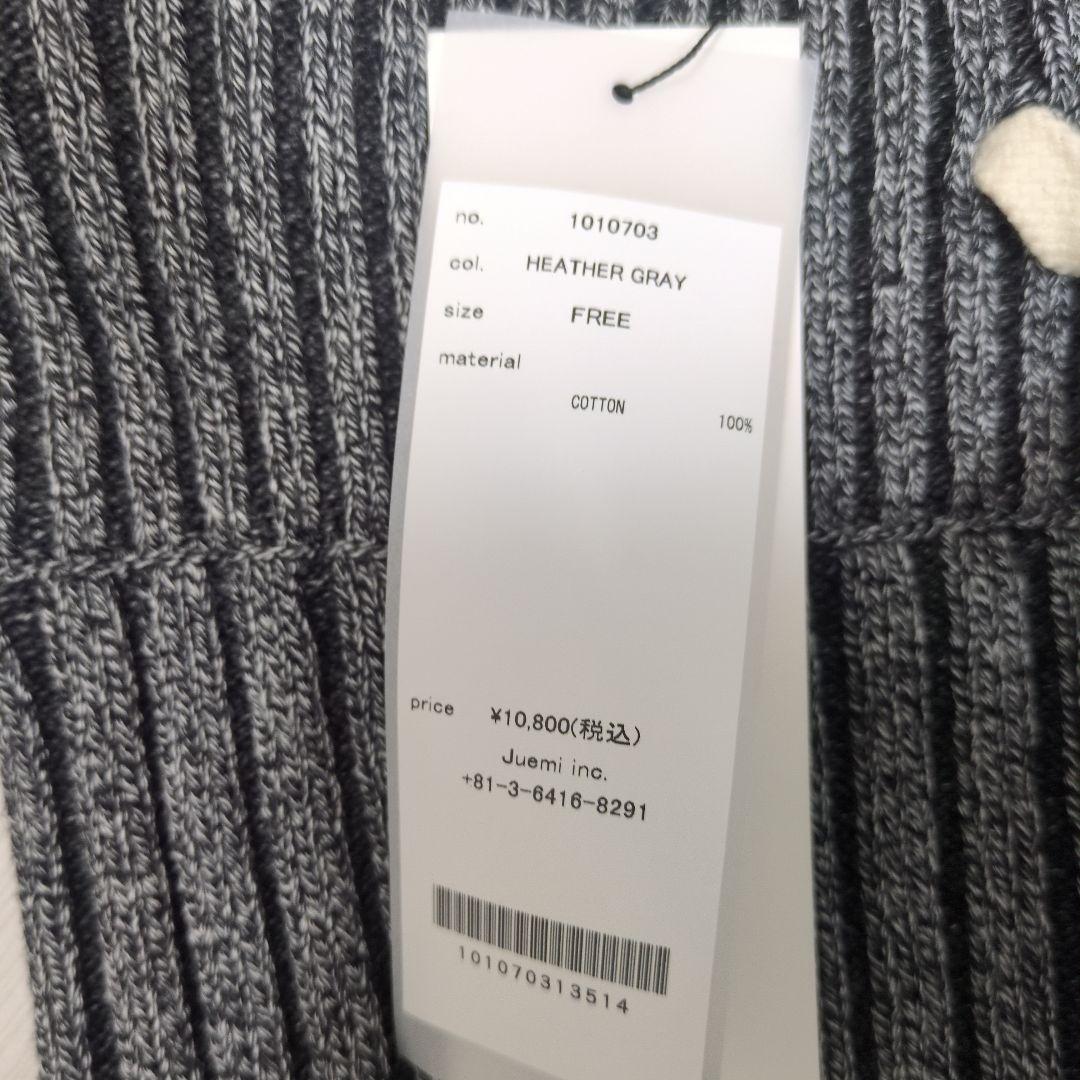 no. 1010703
col. HEATHER GRAY
size FREE
material
COTTON 100%
price ¥10,800(税込)
Juemi inc.
+81-3-6416-8291
101070313514